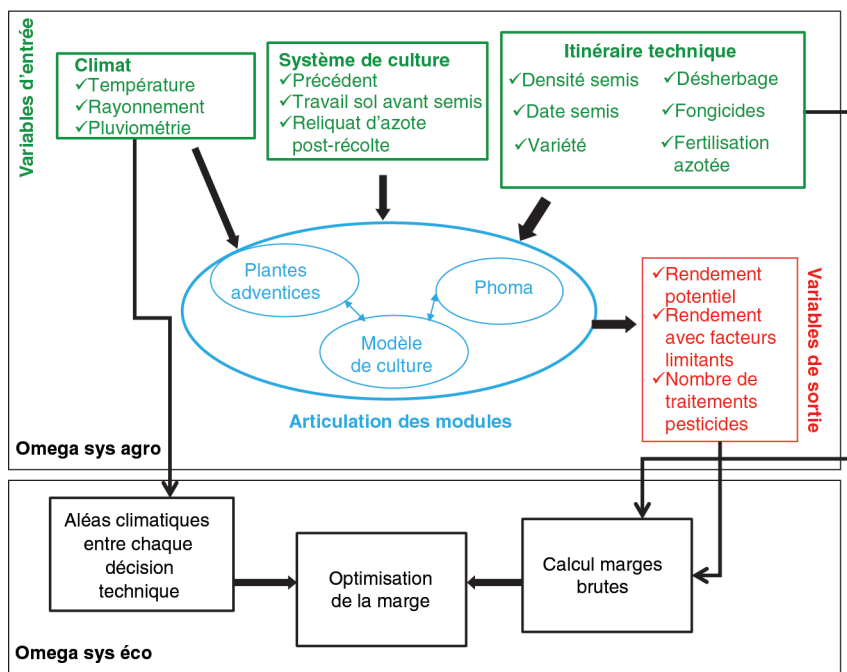 Variables d'entrée
Climat
✓Température
✓Rayonnement
✓Pluviométrie
Système de culture
✓Précédent
✓Travail sol avant semis
✓Reliquat d'azote
post-récolte
Itinéraire technique
✓Densité semis
✓Désherbage
✓Date semis
✓Fongicides
✓Variété
✓Fertilisation
azotée
Plantes
adventices
Phoma
Modèle
de culture
Articulation des modules
✓Rendement
potentiel
✓Rendement
avec facteurs
limitants
✓Nombre de
traitements
pesticides
Variables de sortie
Omega sys agro
Aléas climatiques
entre chaque
décision
technique
Optimisation
de la marge
Calcul marges
brutes
Omega sys éco